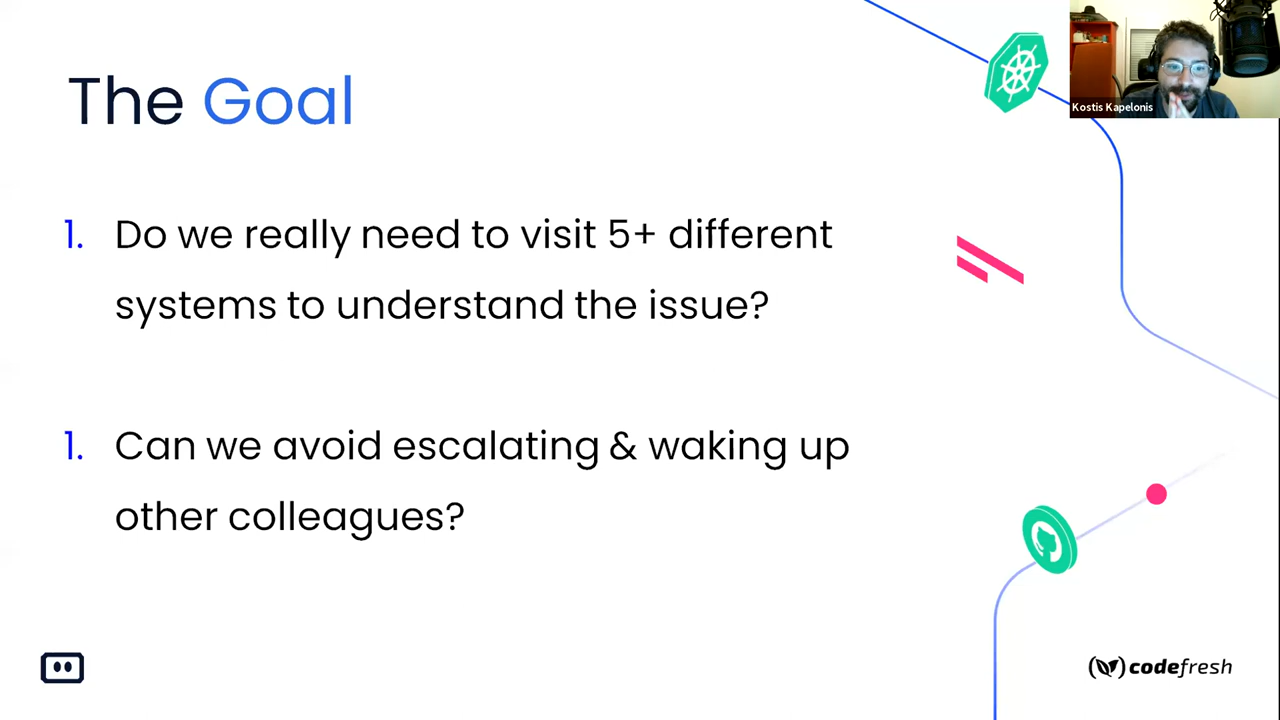 The Goal
Kostis Kapelonis
1. Do we really need to visit 5+ different
systems to understand the issue?
1. Can we avoid escalating & waking up
other colleagues?
codefresh